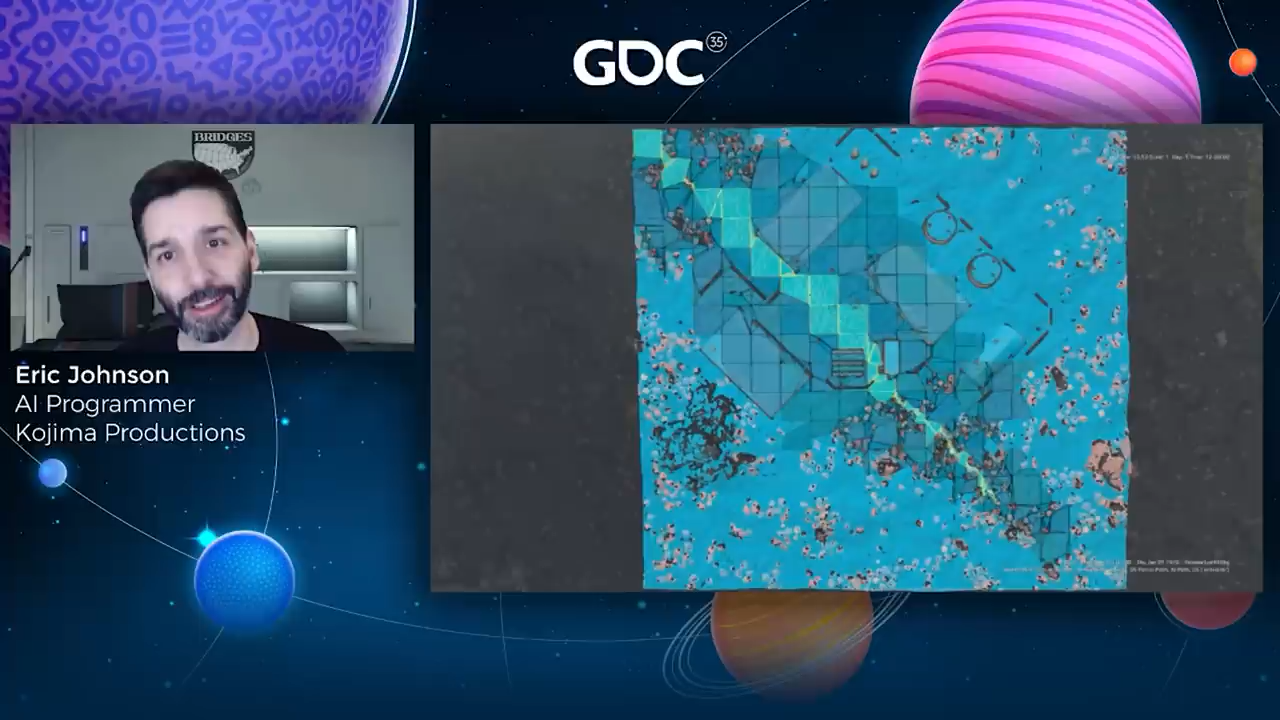 GDC 35
BRIDGES
Eric Johnson
AI Programmer
Kojima Productions